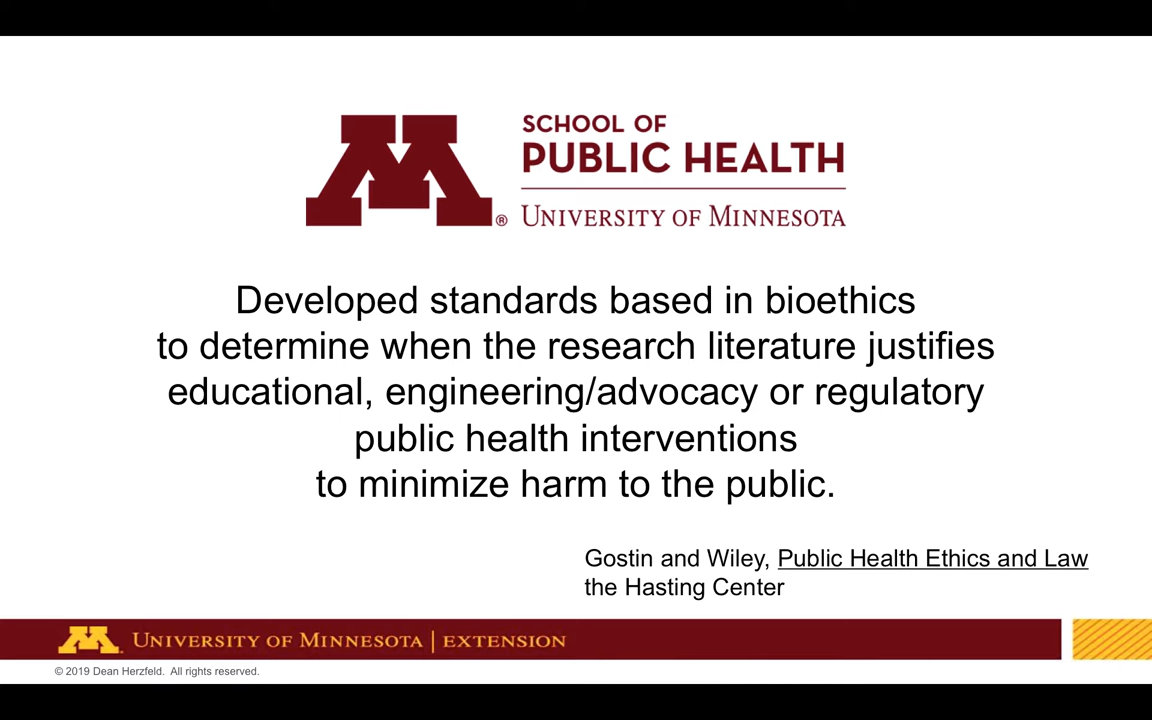 SCHOOL OF
PUBLIC HEALTH
UNIVERSITY OF MINNESOTA
®
Developed standards based in bioethics
to determine when the research literature justifies
educational, engineering/advocacy or regulatory
public health interventions
to minimize harm to the public.
Gostin and Wiley, Public Health Ethics and Law
the Hasting Center
UNIVERSITY OF MINNESOTA | EXTENSION
© 2019 Dean Herzfeld. All rights reserved.